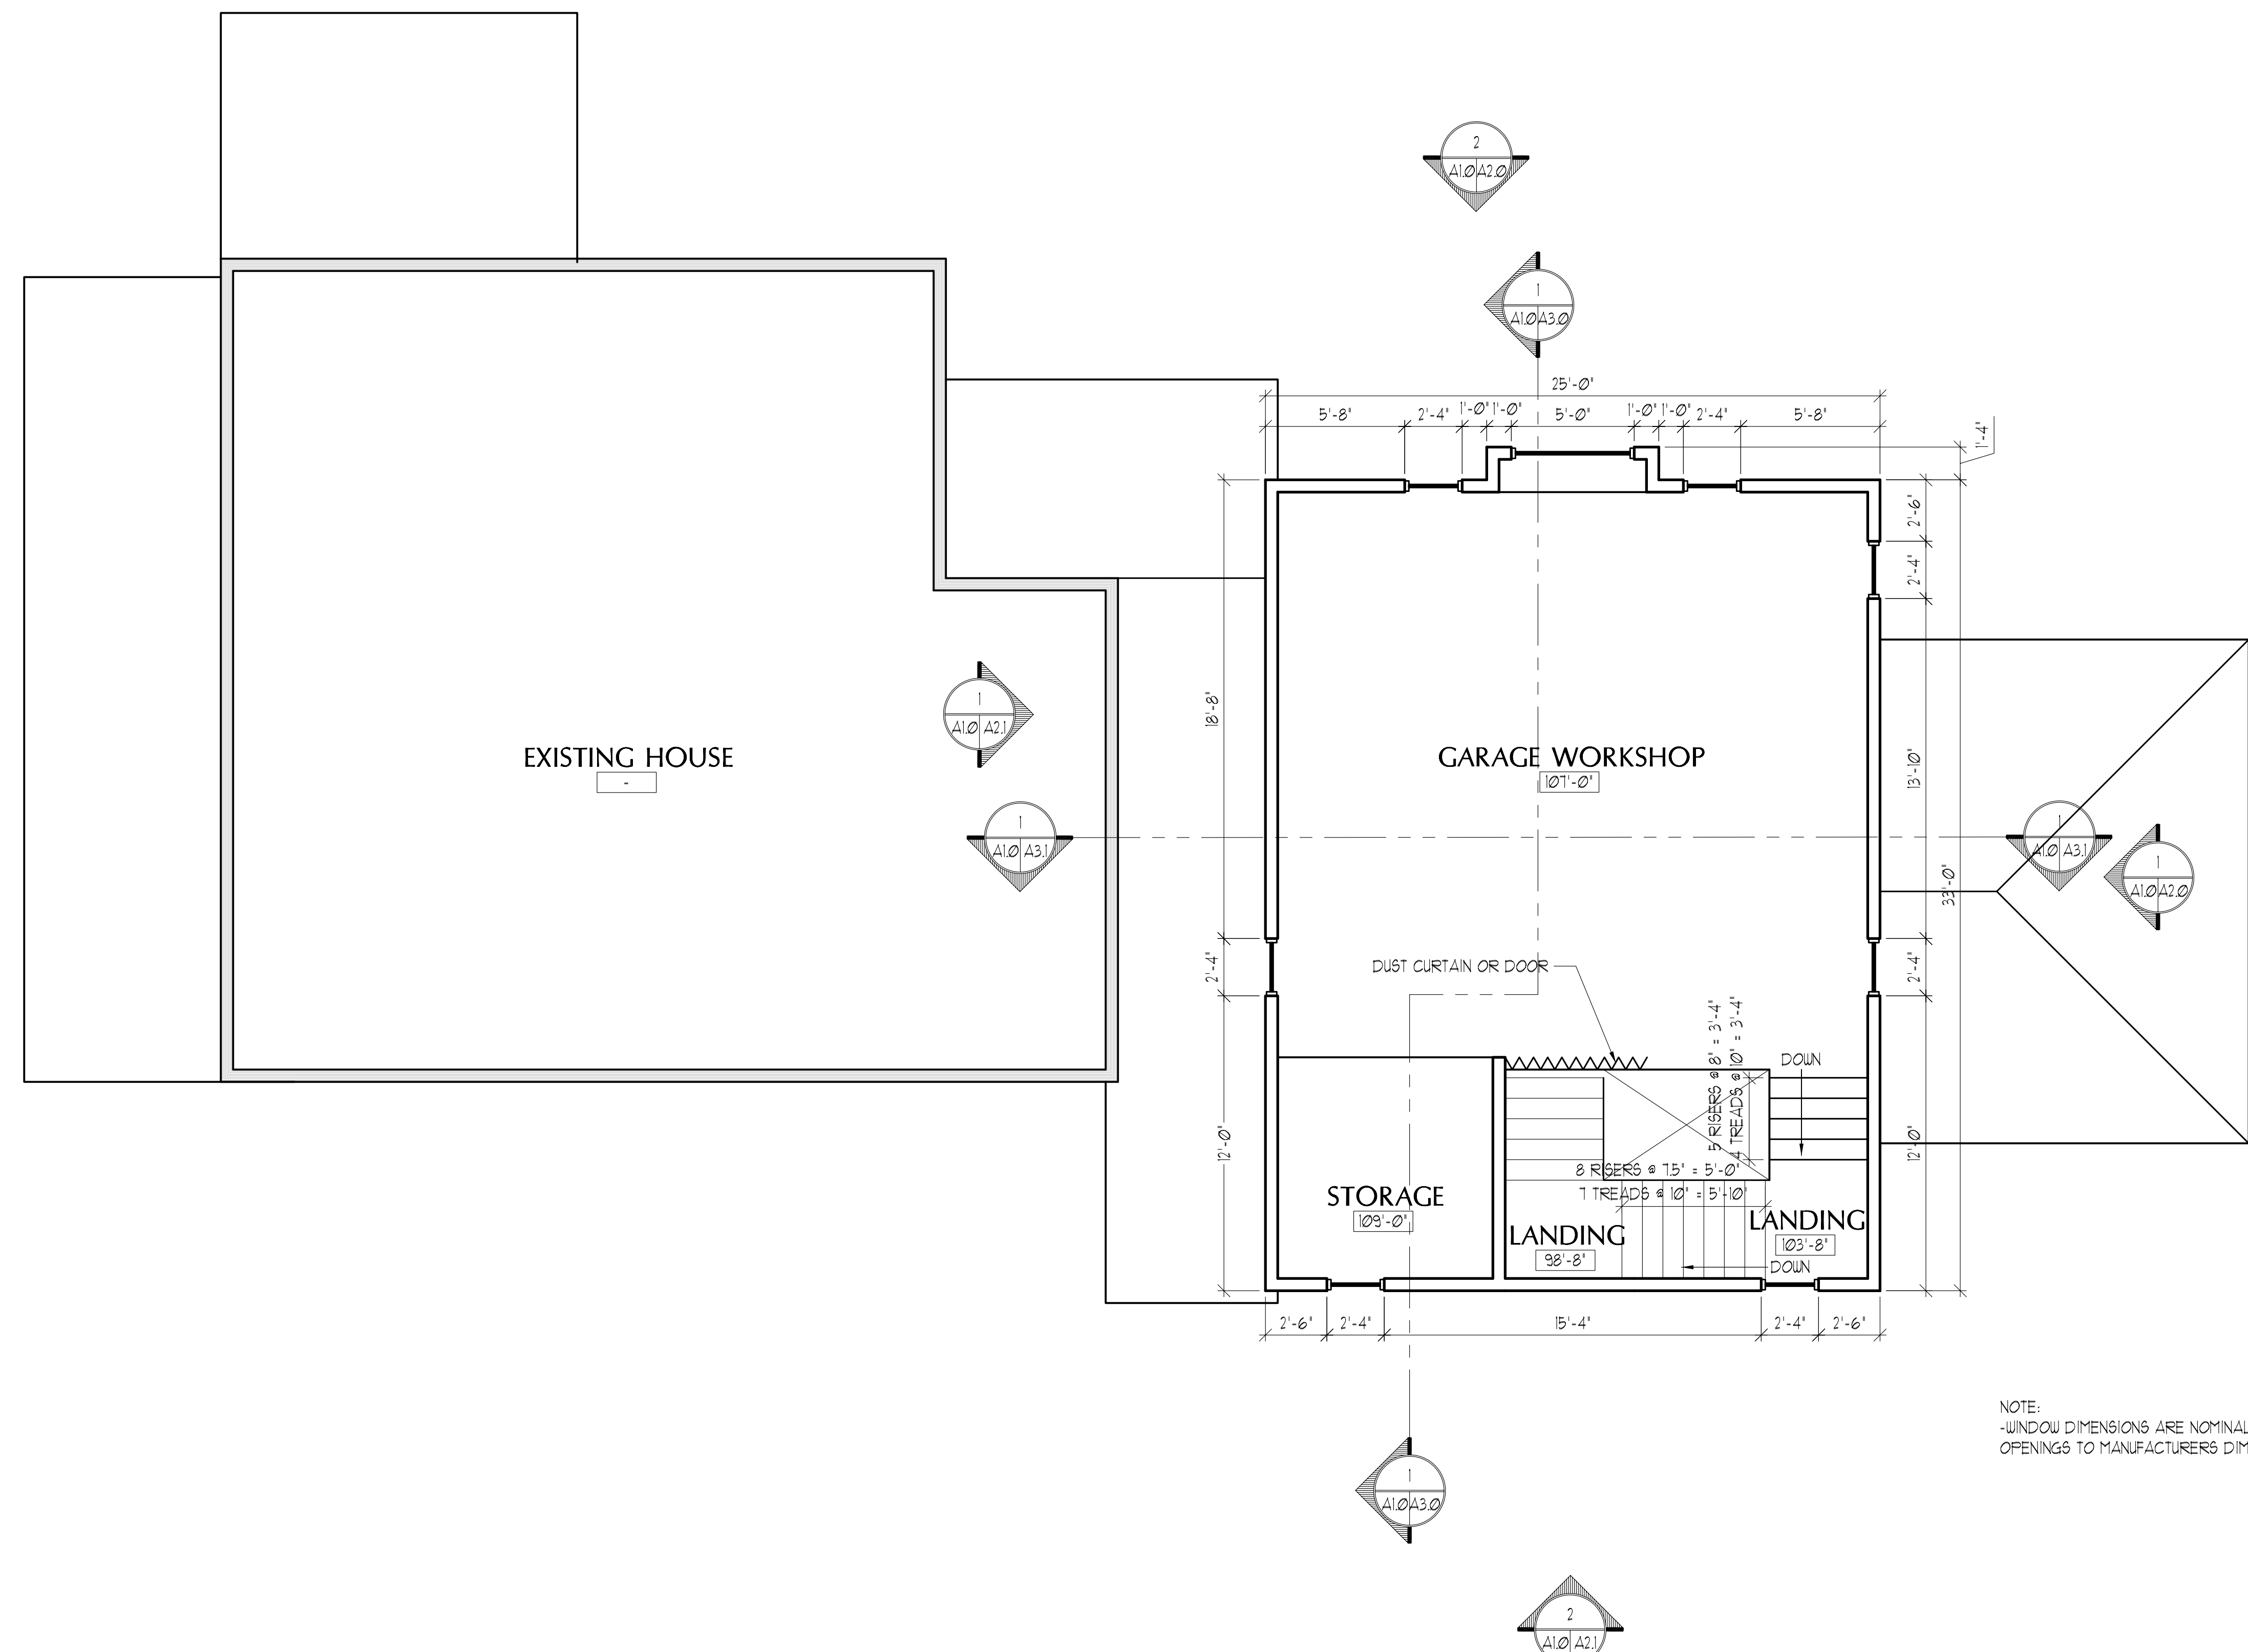 2
A1.0 A2.0
1
A1.0 A3.0
25'-0"
5'-8" 2'-4" 1'-0" 1'-0" 5'-0" 1'-0" 1'-0" 2'-4" 5'-8"
1'-4"
2'-6"
2'-4"
1
A1.0 A2.1
18'-8"
EXISTING HOUSE
-
GARAGE WORKSHOP
107'-0"
13'-10"
1
A1.0 A3.1
1
A1.0 A3.1
1
A1.0 A2.0
33'-0"
2'-4"
DUST CURTAIN OR DOOR
2'-4"
5 RISERS @ 8" = 3'-4"
4 TREADS @ 10" = 3'-4"
DOWN
12'-0"
12'-0"
8 RISERS @ 7.5" = 5'-0"
7 TREADS @ 10" = 5'-10"
STORAGE
109'-0"
LANDING
98'-8"
LANDING
103'-8"
DOWN
2'-6" 2'-4" 15'-4" 2'-4" 2'-6"
NOTE:
-WINDOW DIMENSIONS ARE NOMINAL
OPENINGS TO MANUFACTURERS DIM
1
A1.0 A3.0
2
A1.0 A2.1